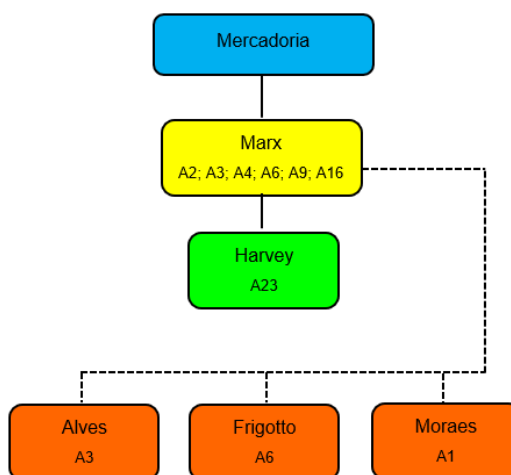 Mercadoria
Marx
A2; A3; A4; A6; A9; A16
Harvey
A23
Alves
A3
Frigotto
A6
Moraes
A1